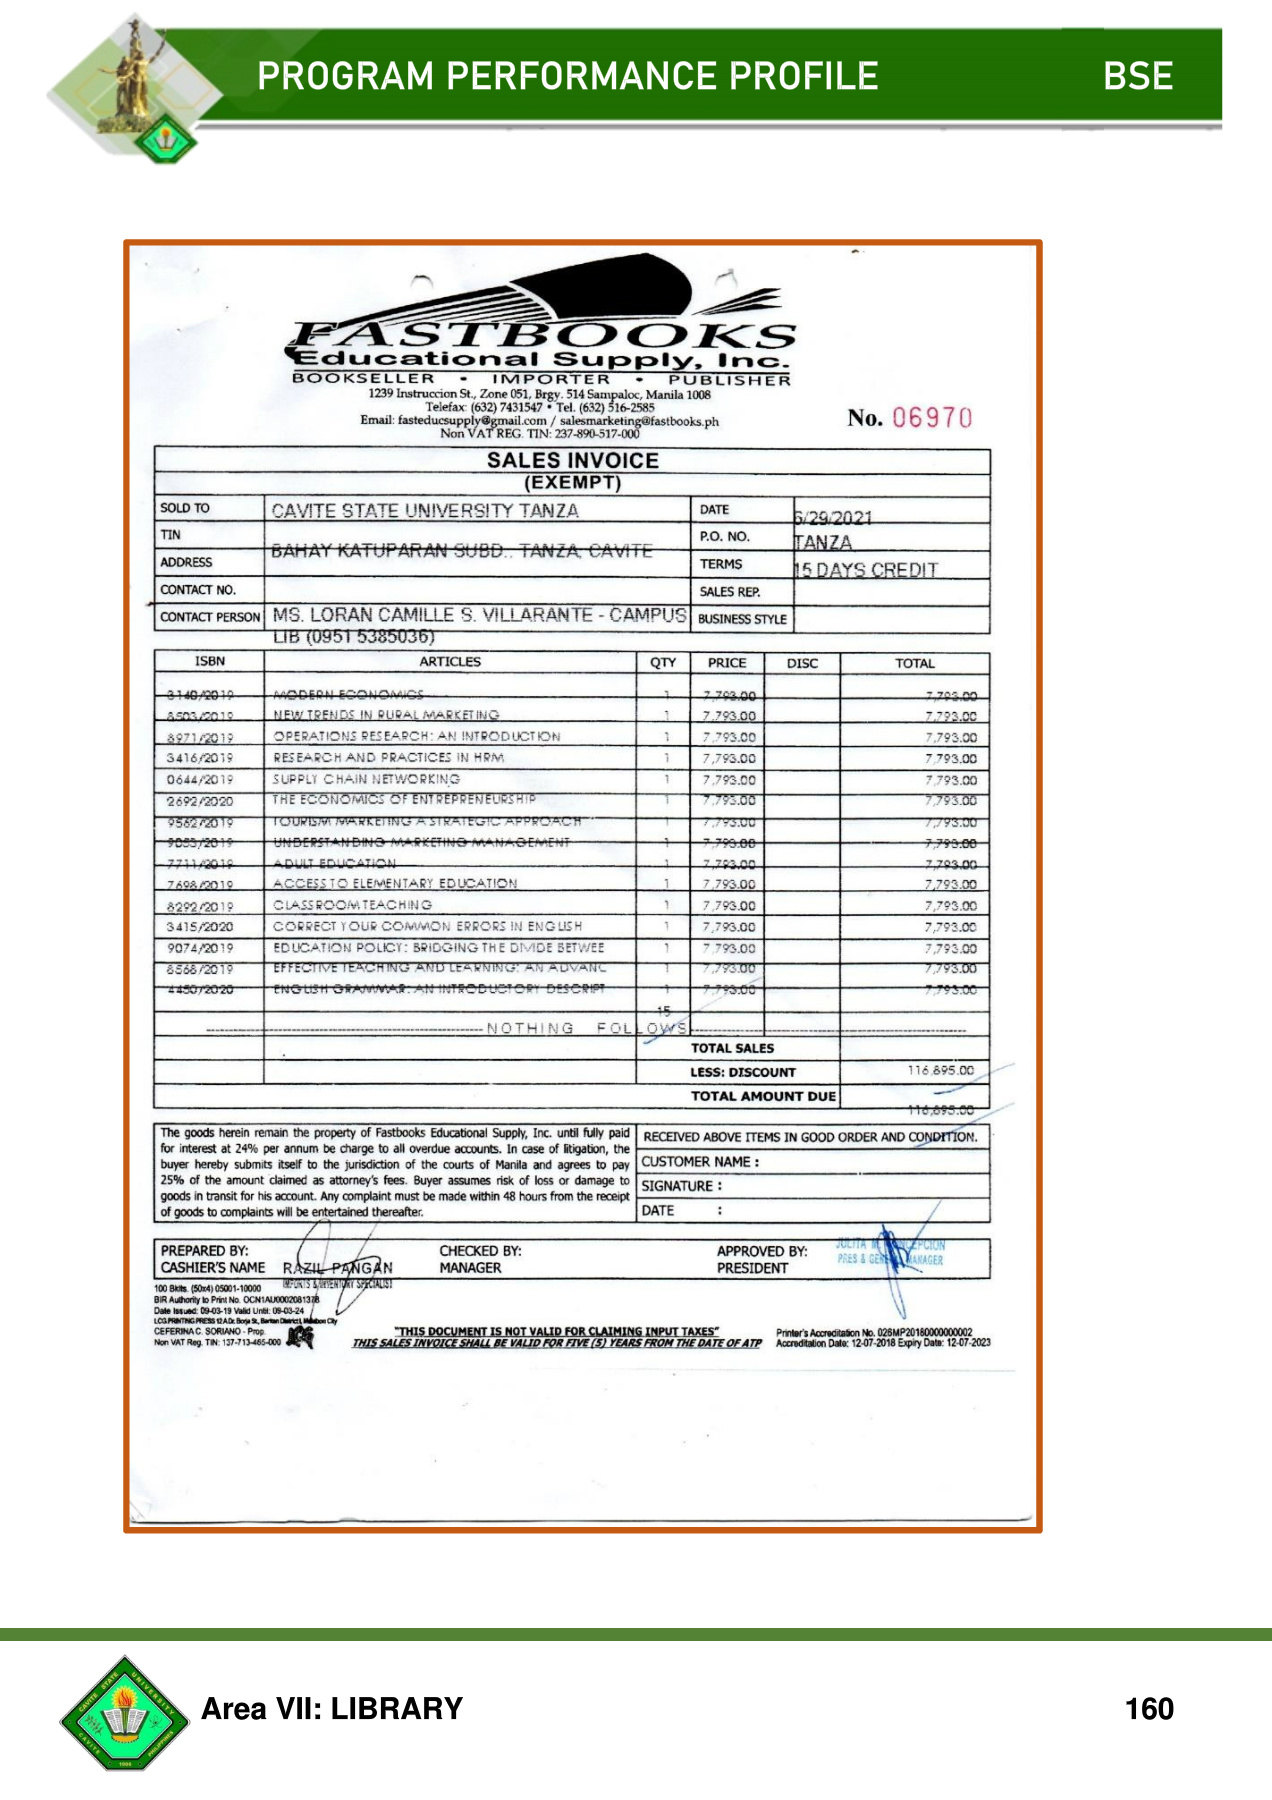 PROGRAM PERFORMANCE PROFILE BSE
FASTBOOKS
Educational Supply, Inc.
BOOKSELLER • IMPORTER • PUBLISHER
1239 Instruccion St., Zone 051, Brgy. 514 Sampaloc, Manila 1008
Telefax: (632) 7431547 • Tel. (632) 516-2585
Email: fasteducsupply@gmail.com / salesmarketing@fastbooks.ph
Non VAT REG. TIN: 237-890-517-000
No. 06970
SALES INVOICE
(EXEMPT)
SOLD TO CAVITE STATE UNIVERSITY TANZA DATE 6/29/2021
TIN P.O. NO. TANZA
ADDRESS BAHAY KATUPARAN SUBD., TANZA, CAVITE TERMS 15 DAYS CREDIT
CONTACT NO. SALES REP.
CONTACT PERSON MS. LORAN CAMILLE S. VILLARANTE - CAMPUS BUSINESS STYLE
LIB (0951 5385036)
ISBN ARTICLES QTY PRICE DISC TOTAL
3140/2019 MODERN ECONOMICS 1 7,793.00 7,793.00
8503/2019 NEW TRENDS IN RURAL MARKETING 1 7,793.00 7,793.00
8971/2019 OPERATIONS RESEARCH: AN INTRODUCTION 1 7,793.00 7,793.00
3416/2019 RESEARCH AND PRACTICES IN HRM 1 7,793.00 7,793.00
0644/2019 SUPPLY CHAIN NETWORKING 1 7,793.00 7,793.00
2692/2020 THE ECONOMICS OF ENTREPRENEURSHIP 1 7,793.00 7,793.00
9562/2019 TOURISM MARKETING A STRATEGIC APPROACH 1 7,793.00 7,793.00
9053/2019 UNDERSTANDING MARKETING MANAGEMENT 1 7,793.00 7,793.00
7711/2019 ADULT EDUCATION 1 7,793.00 7,793.00
7698/2019 ACCESS TO ELEMENTARY EDUCATION 1 7,793.00 7,793.00
8292/2019 CLASSROOM TEACHING 1 7,793.00 7,793.00
3415/2020 CORRECT YOUR COMMON ERRORS IN ENGLISH 1 7,793.00 7,793.00
9074/2019 EDUCATION POLICY: BRIDGING THE DIVIDE BETWEE 1 7,793.00 7,793.00
8568/2019 EFFECTIVE TEACHING AND LEARNING: AN ADVANC 1 7,793.00 7,793.00
4450/2020 ENGLISH GRAMMAR: AN INTRODUCTORY DESCRIPT 1 7,793.00 7,793.00
15
NOTHING FOLLOWS
TOTAL SALES
LESS: DISCOUNT 116,895.00
TOTAL AMOUNT DUE 116,895.00
The goods herein remain the property of Fastbooks Educational Supply, Inc. until fully paid
for interest at 24% per annum be charge to all overdue accounts. In case of litigation, the
buyer hereby submits itself to the jurisdiction of the courts of Manila and agrees to pay
25% of the amount claimed as attorney's fees. Buyer assumes risk of loss or damage to
goods in transit for his account. Any complaint must be made within 48 hours from the receipt
of goods to complaints will be entertained thereafter.
RECEIVED ABOVE ITEMS IN GOOD ORDER AND CONDITION.
CUSTOMER NAME :
SIGNATURE :
DATE :
PREPARED BY: CHECKED BY: APPROVED BY:
CASHIER'S NAME RAZIL PANGAN MANAGER PRESIDENT
IMPORTS & INVENTORY SPECIALIST
JULITA M. CONCEPCION
PRES & GENERAL MANAGER
100 Bklts. (50x4) 05001-10000
BIR Authority to Print No. OCN1AU0002081378
Date Issued: 09-03-19 Valid Until: 09-03-24
CEFERINA C. SORIANO - Prop.
Non VAT Reg. TIN: 137-713-465-000
"THIS DOCUMENT IS NOT VALID FOR CLAIMING INPUT TAXES"
THIS SALES INVOICE SHALL BE VALID FOR FIVE (5) YEARS FROM THE DATE OF ATP
Printer's Accreditation No. 026MP20180000000002
Accreditation Date: 12-07-2018 Expiry Date: 12-07-2023
CAVITE STATE UNIVERSITY
CAVITE PHILIPPINES
1906
Area VII: LIBRARY 160